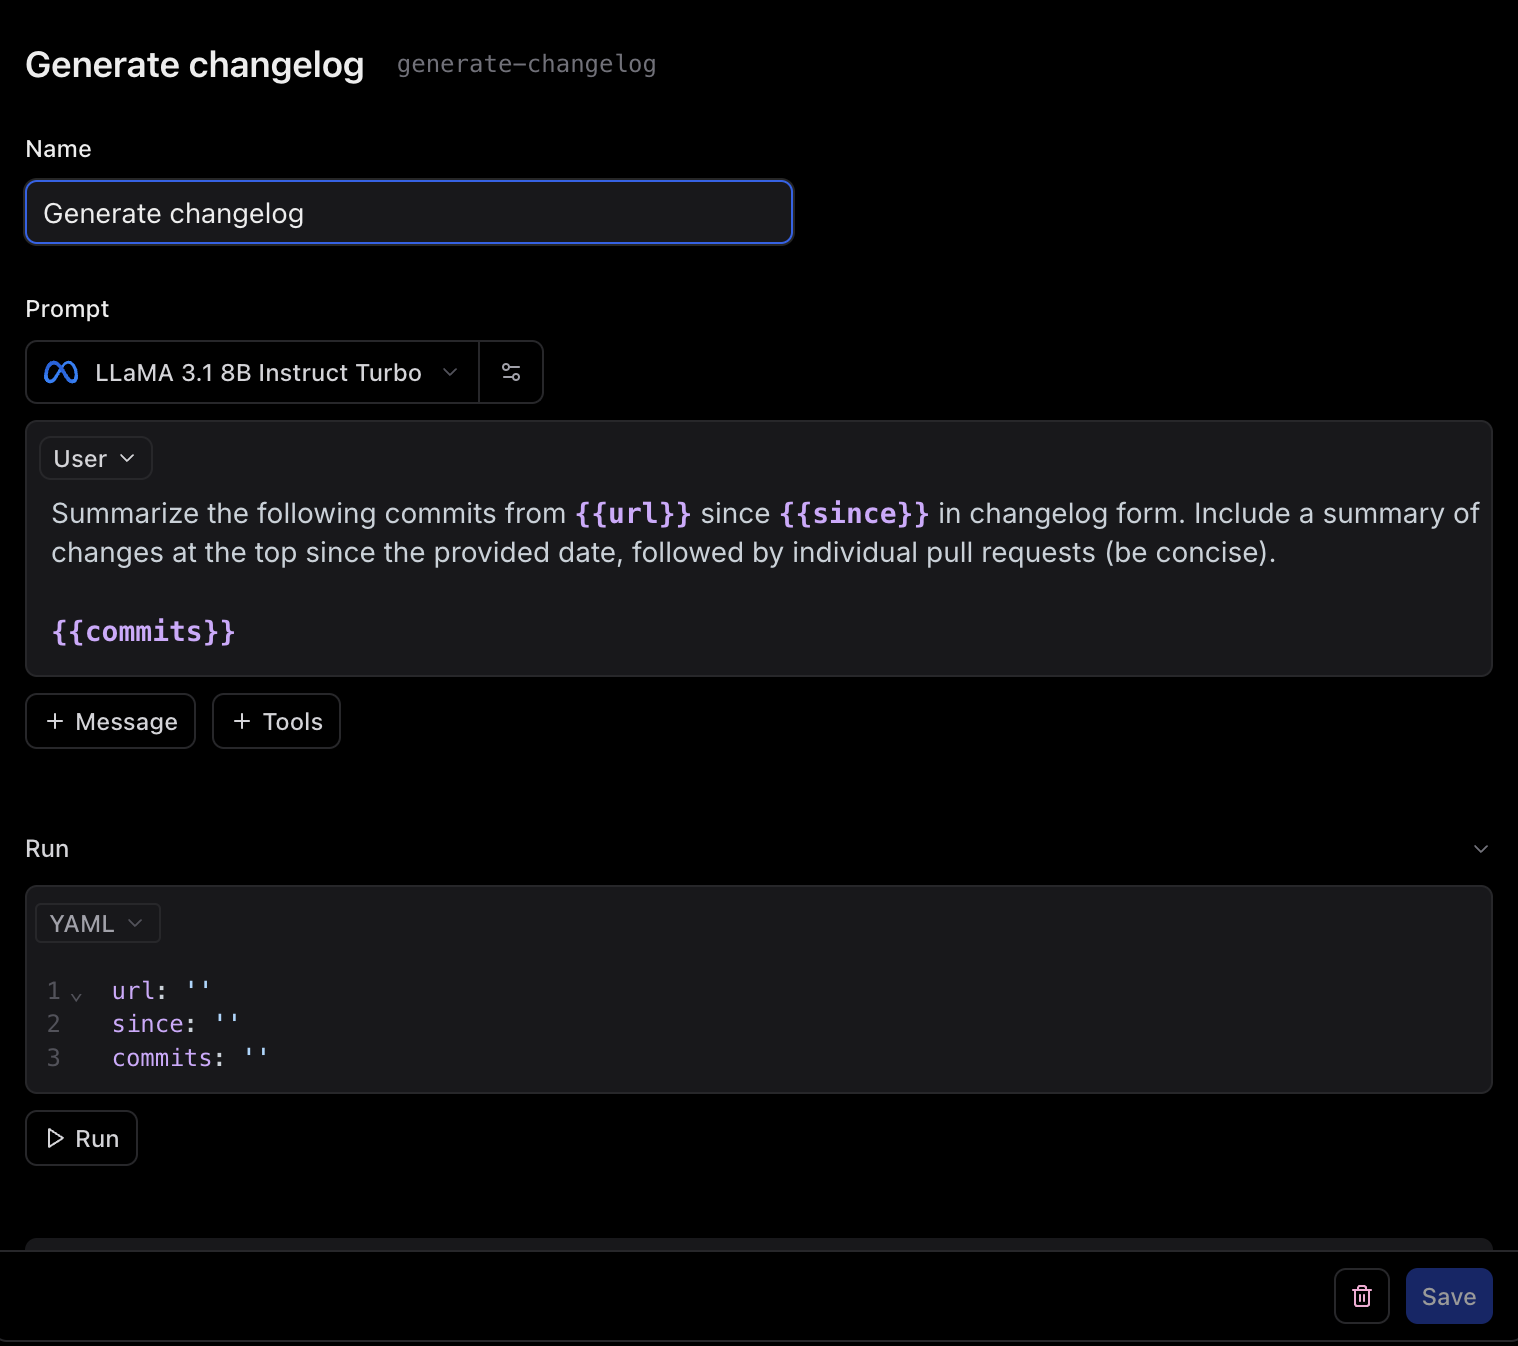 Generate changelog generate-changelog
Name
Generate changelog
Prompt
LLaMA 3.1 8B Instruct Turbo
User
Summarize the following commits from {{url}} since {{since}} in changelog form. Include a summary of
changes at the top since the provided date, followed by individual pull requests (be concise).
{{commits}}
+ Message + Tools
Run
YAML
1 url: ''
2 since: ''
3 commits: ''
Run
Save